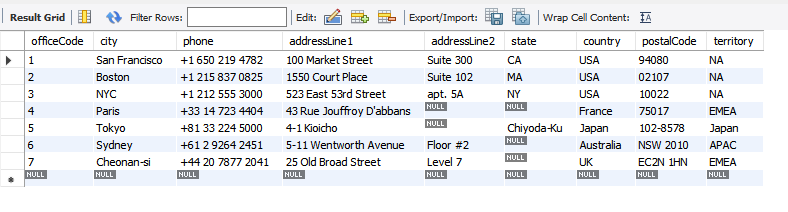 Result Grid Filter Rows: Edit: Export/Import: Wrap Cell Content: IA
officeCode city phone addressLine1 addressLine2 state country postalCode territory
1 San Francisco +1 650 219 4782 100 Market Street Suite 300 CA USA 94080 NA
2 Boston +1 215 837 0825 1550 Court Place Suite 102 MA USA 02107 NA
3 NYC +1 212 555 3000 523 East 53rd Street apt. 5A NY USA 10022 NA
4 Paris +33 14 723 4404 43 Rue Jouffroy D'abbans NULL NULL France 75017 EMEA
5 Tokyo +81 33 224 5000 4-1 Kioicho NULL Chiyoda-Ku Japan 102-8578 Japan
6 Sydney +61 2 9264 2451 5-11 Wentworth Avenue Floor #2 NULL Australia NSW 2010 APAC
7 Cheonan-si +44 20 7877 2041 25 Old Broad Street Level 7 NULL UK EC2N 1HN EMEA
NULL NULL NULL NULL NULL NULL NULL NULL NULL